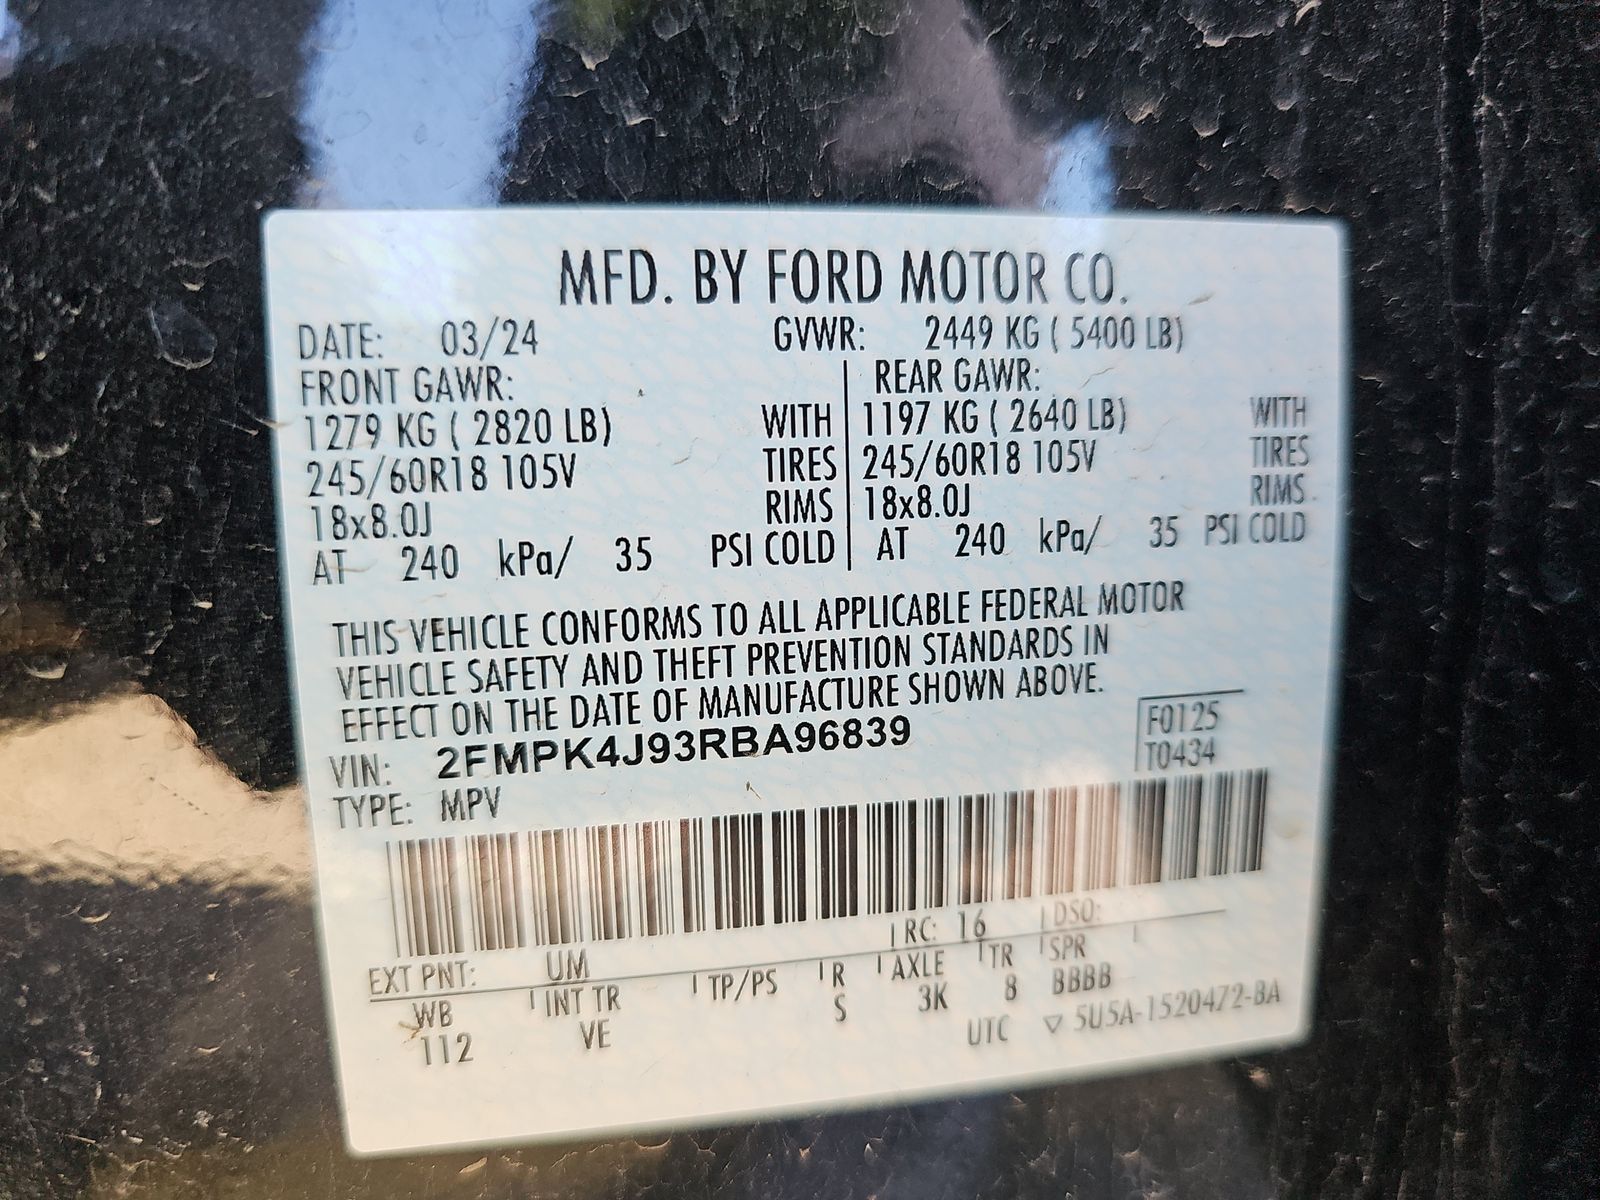 MFD. BY FORD MOTOR CO.
DATE: 03/24 GVWR: 2449 KG ( 5400 LB)
FRONT GAWR: REAR GAWR:
1279 KG ( 2820 LB) WITH 1197 KG ( 2640 LB) WITH
245/60R18 105V TIRES 245/60R18 105V TIRES
18x8.0J RIMS 18x8.0J RIMS
AT 240 kPa/ 35 PSI COLD AT 240 kPa/ 35 PSI COLD
THIS VEHICLE CONFORMS TO ALL APPLICABLE FEDERAL MOTOR
VEHICLE SAFETY AND THEFT PREVENTION STANDARDS IN
EFFECT ON THE DATE OF MANUFACTURE SHOWN ABOVE.
VIN: 2FMPK4J93RBA96839 F0125
TYPE: MPV T0434
EXT PNT: UM RC: 16 DSO:
WB INT TR TP/PS R AXLE TR SPR
112 VE S 3K 8 BBBB
UTC ▽ 5U5A-1520472-BA